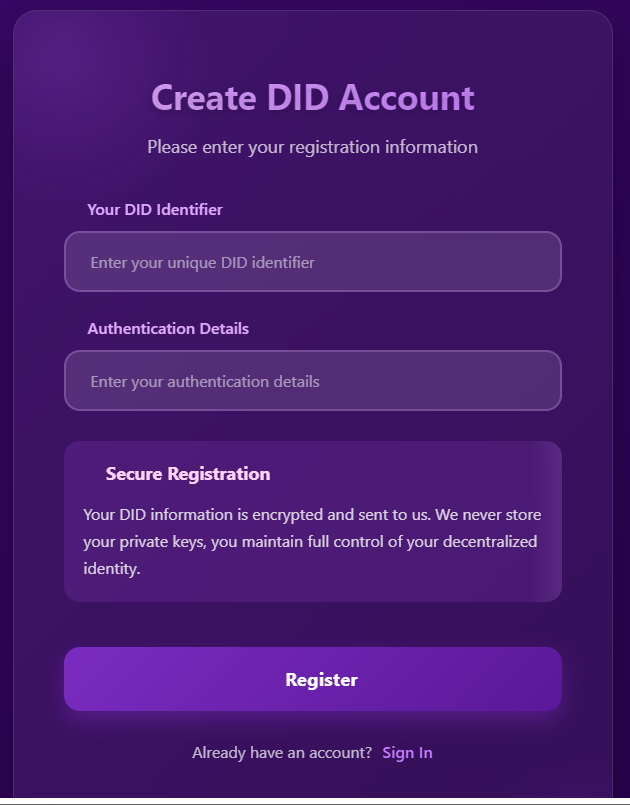 Create DID Account
Please enter your registration information
Your DID Identifier
Enter your unique DID identifier
Authentication Details
Enter your authentication details
Secure Registration
Your DID information is encrypted and sent to us. We never store
your private keys, you maintain full control of your decentralized
identity.
Register
Already have an account? Sign In